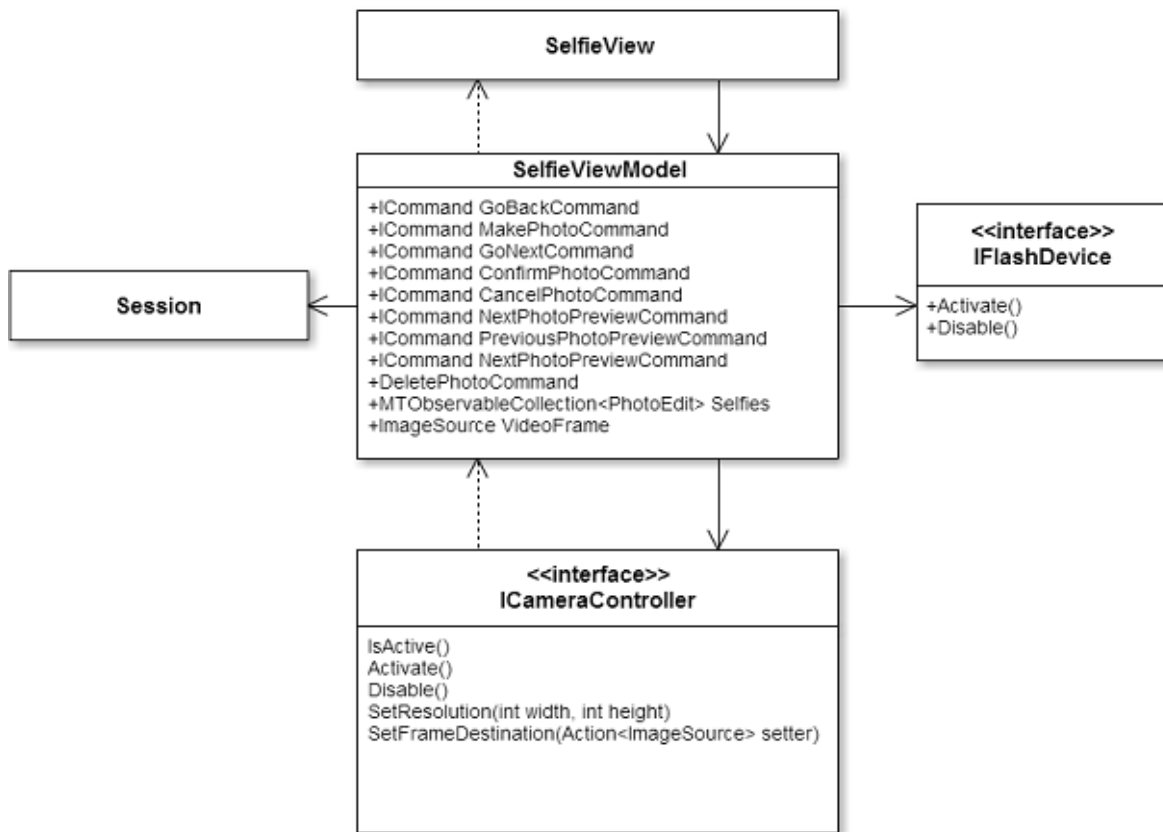 SelfieView
SelfieViewModel
+ICommand GoBackCommand
+ICommand MakePhotoCommand
+ICommand GoNextCommand
+ICommand ConfirmPhotoCommand
+ICommand CancelPhotoCommand
+ICommand NextPhotoPreviewCommand
+ICommand PreviousPhotoPreviewCommand
+ICommand NextPhotoPreviewCommand
+DeletePhotoCommand
+MTObservableCollection<PhotoEdit> Selfies
+ImageSource VideoFrame
Session
<<interface>>
IFlashDevice
+Activate()
+Disable()
<<interface>>
ICameraController
IsActive()
Activate()
Disable()
SetResolution(int width, int height)
SetFrameDestination(Action<ImageSource> setter)